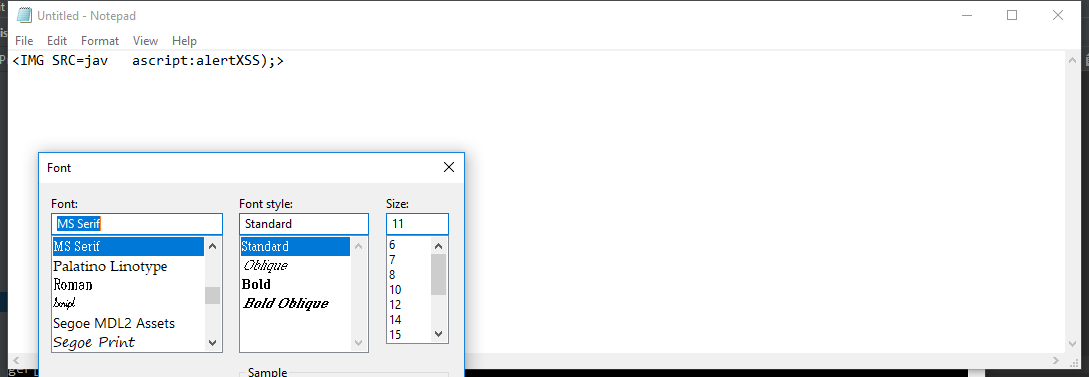 Untitled - Notepad
File Edit Format View Help
<IMG SRC=jav   ascript:alertXSS);>
Font
Font: Font style: Size:
MS Serif Standard 11
MS Serif Standard 6
Palatino Linotype Oblique 7
Roman Bold 8
Script Bold Oblique 10
Segoe MDL2 Assets 12
Segoe Print 14
15
Sample